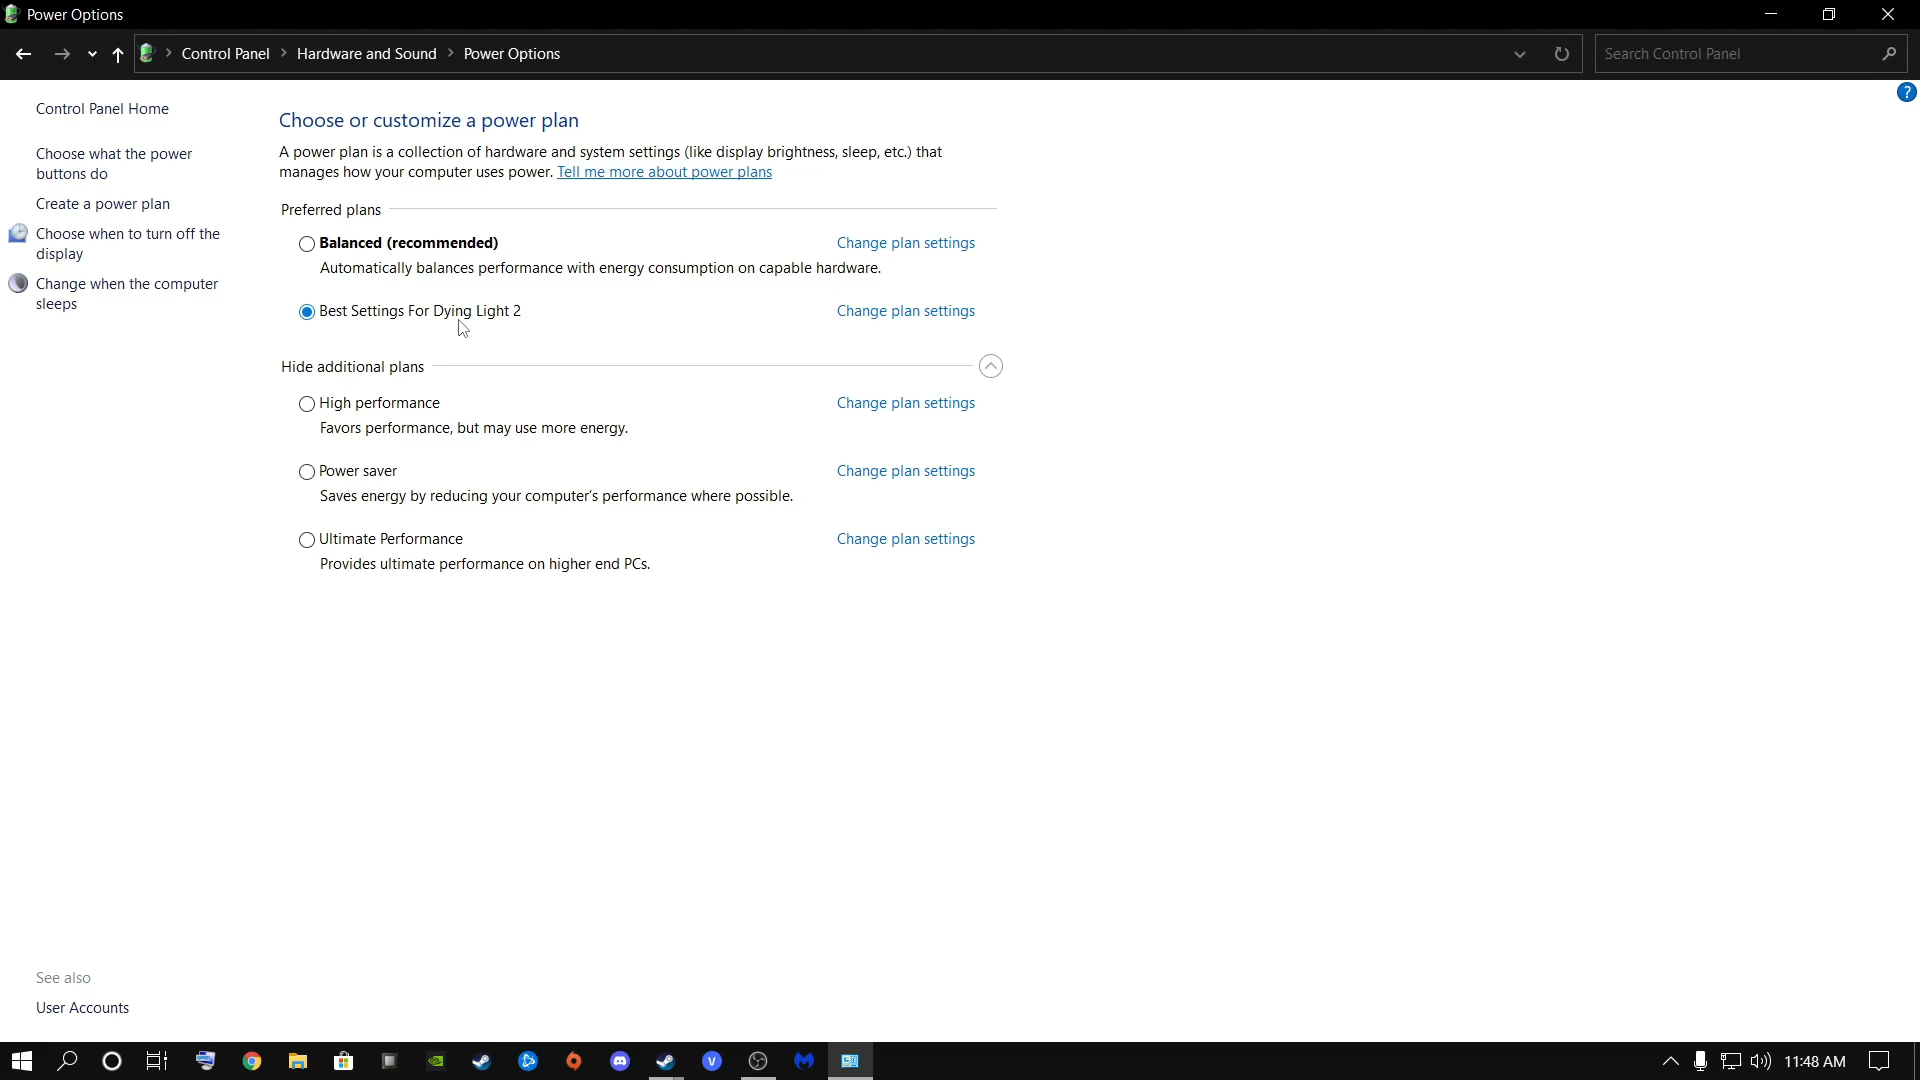 Power Options
Control Panel > Hardware and Sound > Power Options
Search Control Panel
?
Control Panel Home
Choose what the power
buttons do
Create a power plan
Choose when to turn off the
display
Change when the computer
sleeps
Choose or customize a power plan
A power plan is a collection of hardware and system settings (like display brightness, sleep, etc.) that
manages how your computer uses power. Tell me more about power plans
Preferred plans
Balanced (recommended) Change plan settings
Automatically balances performance with energy consumption on capable hardware.
Best Settings For Dying Light 2 Change plan settings
Hide additional plans
High performance Change plan settings
Favors performance, but may use more energy.
Power saver Change plan settings
Saves energy by reducing your computer's performance where possible.
Ultimate Performance Change plan settings
Provides ultimate performance on higher end PCs.
See also
User Accounts
V
11:48 AM